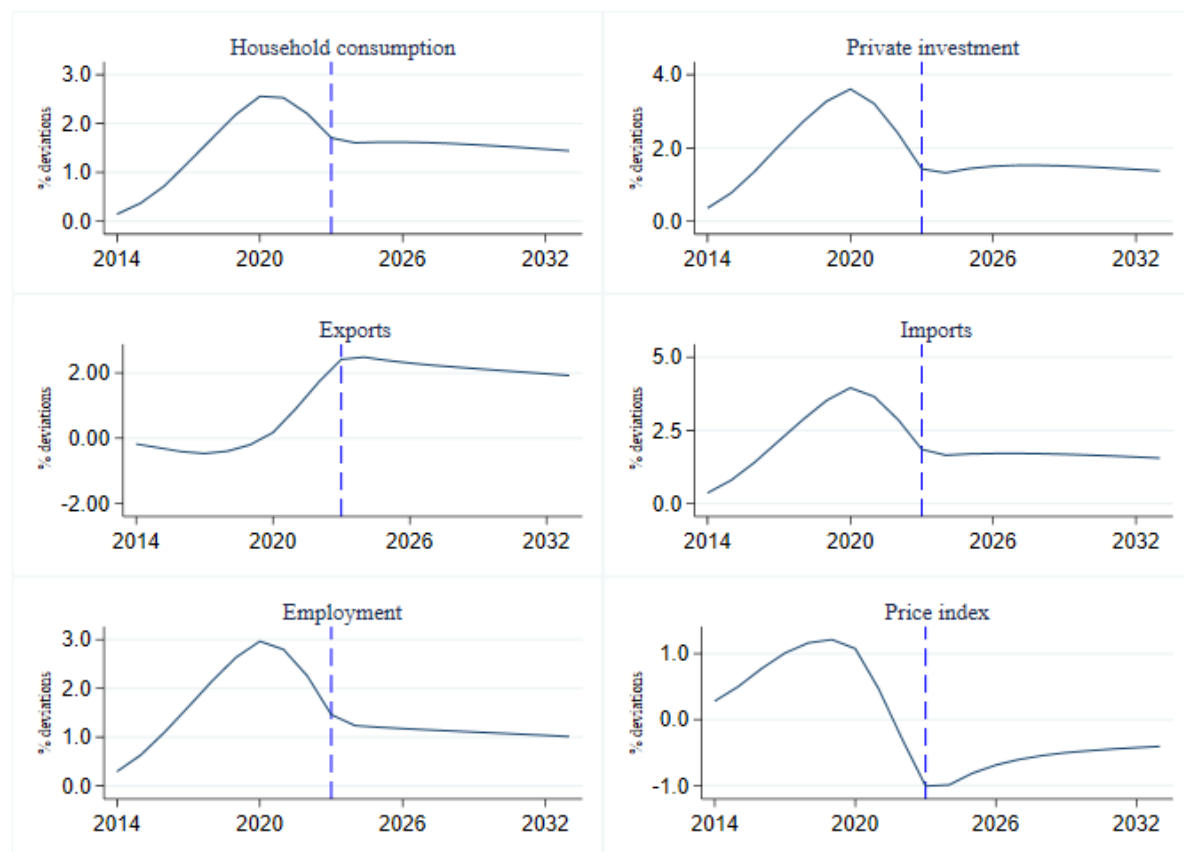 Household consumption
% deviations
3.0
2.0
1.0
0.0
2014 2020 2026 2032
Private investment
% deviations
4.0
2.0
0.0
2014 2020 2026 2032
Exports
% deviations
2.00
0.00
-2.00
2014 2020 2026 2032
Imports
% deviations
5.0
2.5
0.0
2014 2020 2026 2032
Employment
% deviations
3.0
2.0
1.0
0.0
2014 2020 2026 2032
Price index
% deviations
1.0
0.0
-1.0
2014 2020 2026 2032